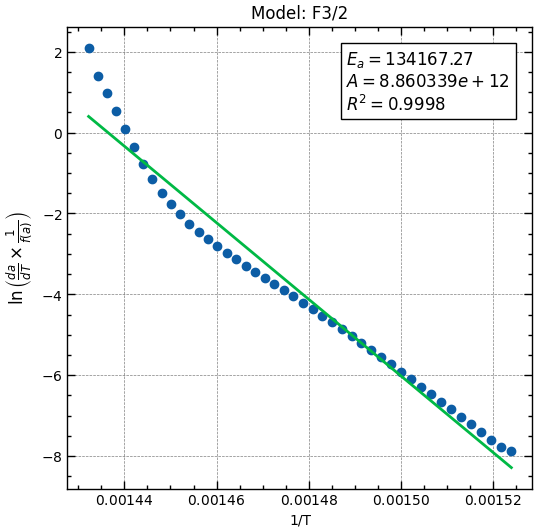 Model: F3/2
E_a = 134167.27
A = 8.860339e + 12
R^2 = 0.9998
2
0
−2
−4
−6
−8
ln (da/dT × 1/f(a))
0.00144 0.00146 0.00148 0.00150 0.00152
1/T